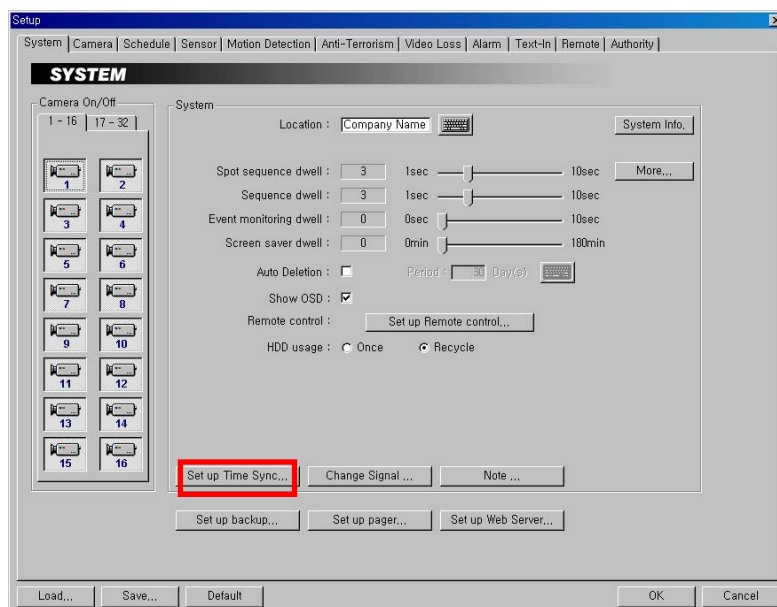 Setup
System Camera Schedule Sensor Motion Detection Anti-Terrorism Video Loss Alarm Text-In Remote Authority
SYSTEM
Camera On/Off
1 - 16 17 - 32
1 2
3 4
5 6
7 8
9 10
11 12
13 14
15 16
System
Location : Company Name System Info,
Spot sequence dwell : 3 1sec 10sec More,,,
Sequence dwell : 3 1sec 10sec
Event monitoring dwell : 0 0sec 10sec
Screen saver dwell : 0 0min 180min
Auto Deletion : Period : 30 Day(s)
Show OSD :
Remote control : Set up Remote control,,,
HDD usage : Once Recycle
Set up Time Sync,,, Change Signal ,,, Note ,,,
Set up backup,,, Set up pager,,, Set up Web Server,,,
Load,,, Save,,, Default OK Cancel